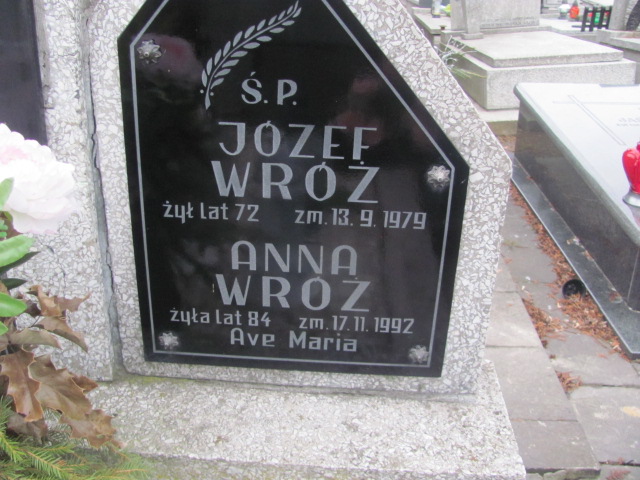 Ś.P.
JÓZEF
WRÓŻ
żył lat 72 zm. 13. 9. 1979
ANNA
WRÓŻ
żyła lat 84 zm. 17. 11. 1992
Ave Maria